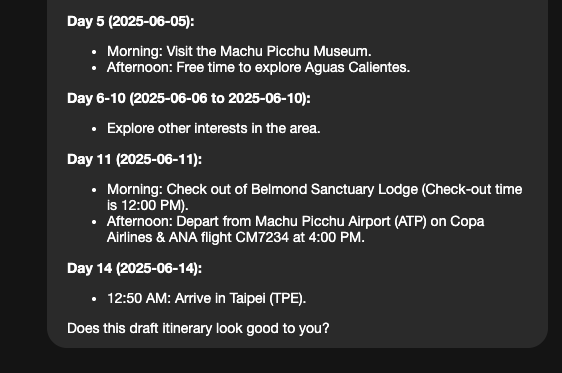 Day 5 (2025-06-05):
• Morning: Visit the Machu Picchu Museum.
• Afternoon: Free time to explore Aguas Calientes.
Day 6-10 (2025-06-06 to 2025-06-10):
• Explore other interests in the area.
Day 11 (2025-06-11):
• Morning: Check out of Belmond Sanctuary Lodge (Check-out time
is 12:00 PM).
• Afternoon: Depart from Machu Picchu Airport (ATP) on Copa
Airlines & ANA flight CM7234 at 4:00 PM.
Day 14 (2025-06-14):
• 12:50 AM: Arrive in Taipei (TPE).
Does this draft itinerary look good to you?